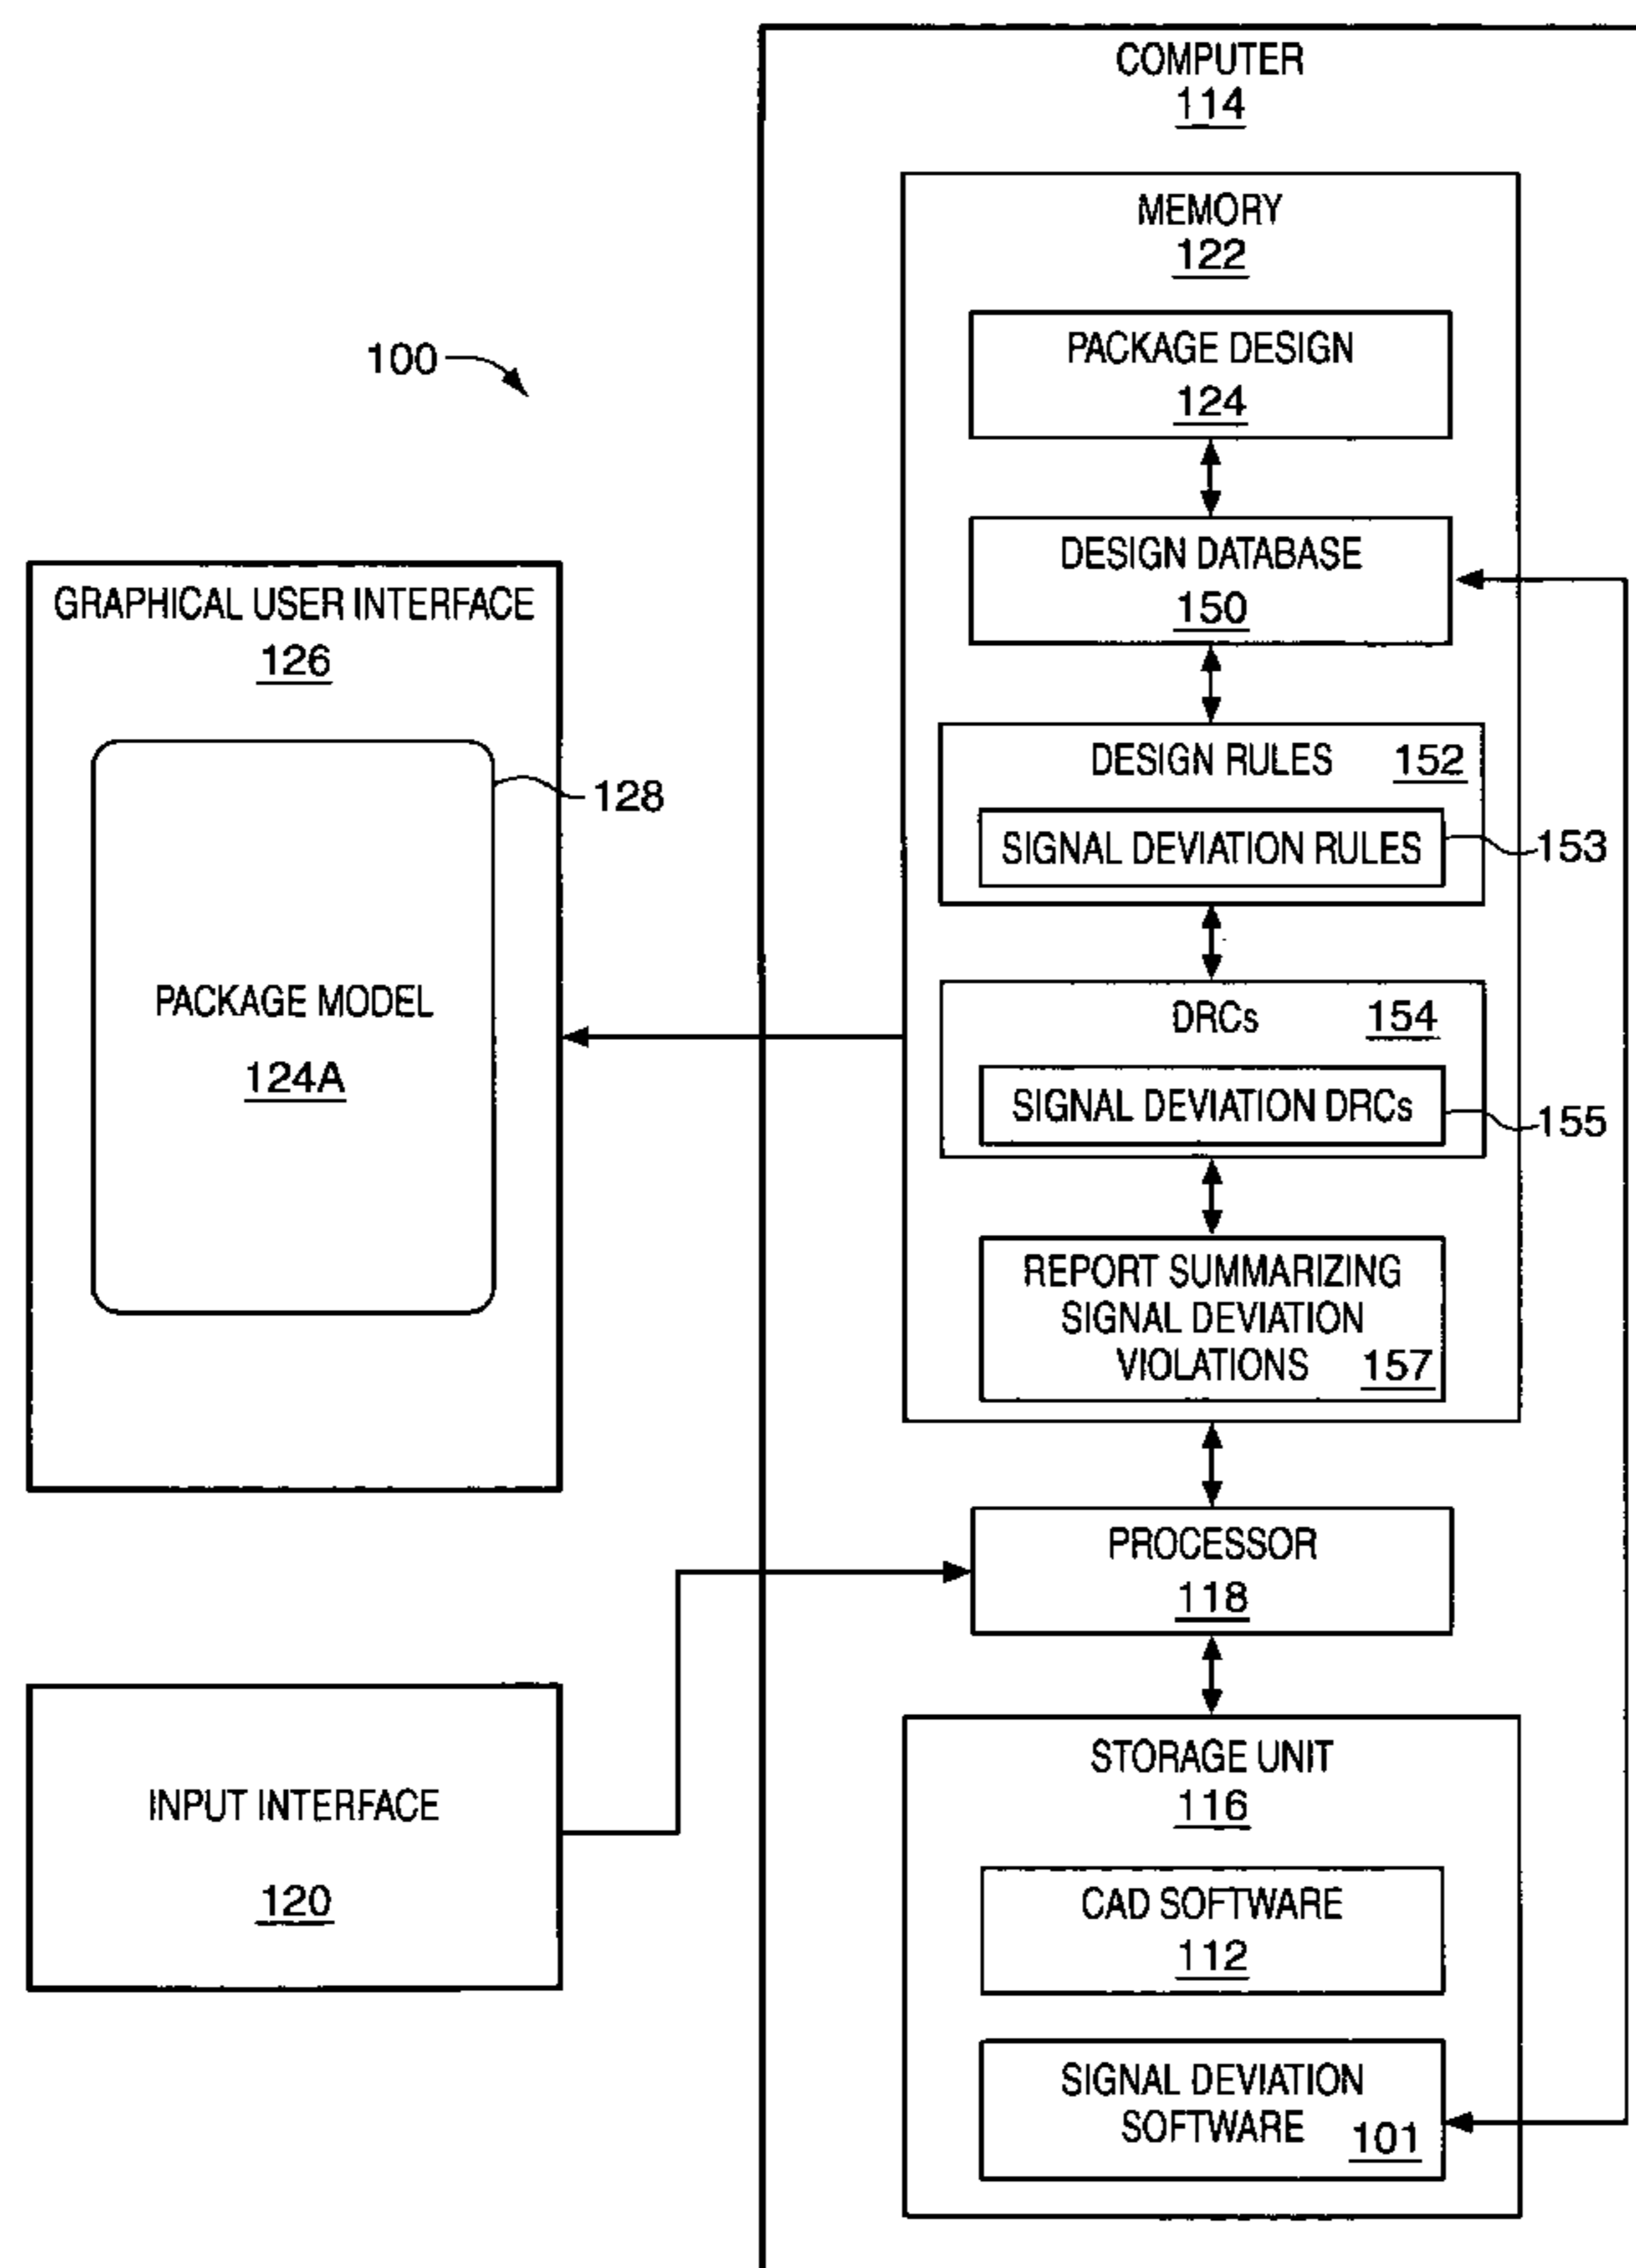 COMPUTER
114
MEMORY
122
PACKAGE DESIGN
124
100
DESIGN DATABASE
150
GRAPHICAL USER INTERFACE
126
DESIGN RULES 152
128
SIGNAL DEVIATION RULES 153
PACKAGE MODEL
124A
DRCs 154
SIGNAL DEVIATION DRCs 155
REPORT SUMMARIZING
SIGNAL DEVIATION
VIOLATIONS 157
PROCESSOR
118
STORAGE UNIT
116
INPUT INTERFACE
120
CAD SOFTWARE
112
SIGNAL DEVIATION
SOFTWARE 101